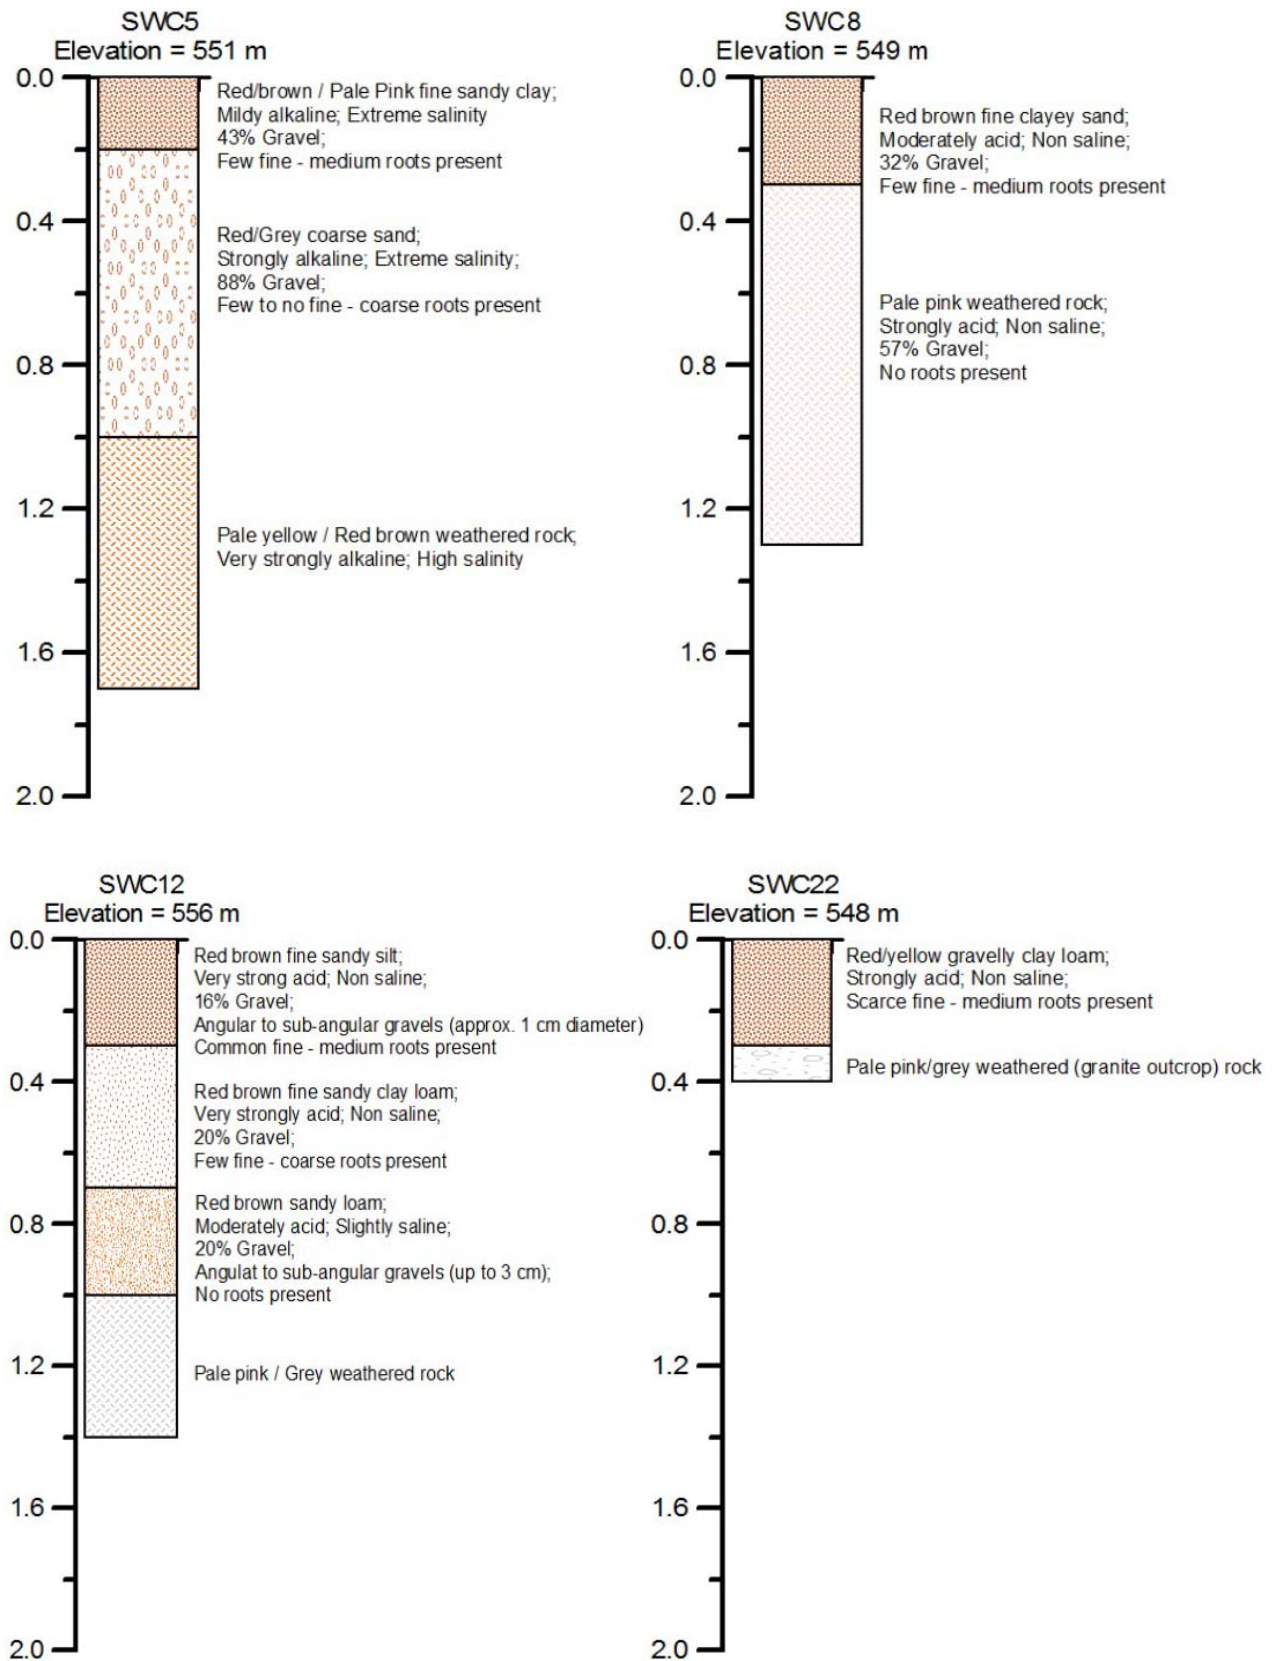 SWC5
Elevation = 551 m
0.0
0.4
0.8
1.2
1.6
2.0
Red/brown / Pale Pink fine sandy clay;
Mildy alkaline; Extreme salinity
43% Gravel;
Few fine - medium roots present
Red/Grey coarse sand;
Strongly alkaline; Extreme salinity;
88% Gravel;
Few to no fine - coarse roots present
Pale yellow / Red brown weathered rock;
Very strongly alkaline; High salinity
SWC8
Elevation = 549 m
0.0
0.4
0.8
1.2
1.6
2.0
Red brown fine clayey sand;
Moderately acid; Non saline;
32% Gravel;
Few fine - medium roots present
Pale pink weathered rock;
Strongly acid; Non saline;
57% Gravel;
No roots present
SWC12
Elevation = 556 m
0.0
0.4
0.8
1.2
1.6
2.0
Red brown fine sandy silt;
Very strong acid; Non saline;
16% Gravel;
Angular to sub-angular gravels (approx. 1 cm diameter)
Common fine - medium roots present
Red brown fine sandy clay loam;
Very strongly acid; Non saline;
20% Gravel;
Few fine - coarse roots present
Red brown sandy loam;
Moderately acid; Slightly saline;
20% Gravel;
Angulat to sub-angular gravels (up to 3 cm);
No roots present
Pale pink / Grey weathered rock
SWC22
Elevation = 548 m
0.0
0.4
0.8
1.2
1.6
2.0
Red/yellow gravelly clay loam;
Strongly acid; Non saline;
Scarce fine - medium roots present
Pale pink/grey weathered (granite outcrop) rock